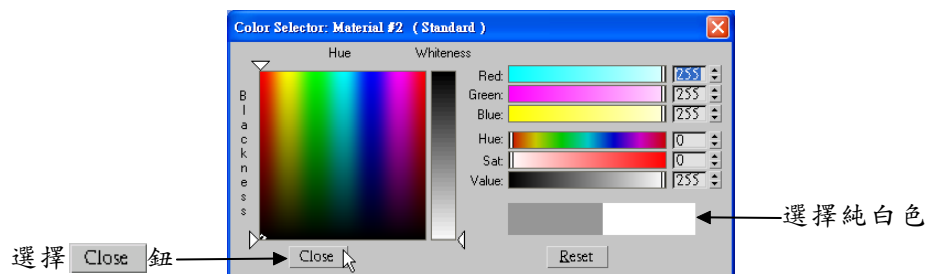 Color Selector: Material #2 ( Standard )
Hue
Whiteness
Blackness
Red: 255
Green: 255
Blue: 255
Hue: 0
Sat: 0
Value: 255
選擇純白色
選擇 Close 鈕
Close
Reset